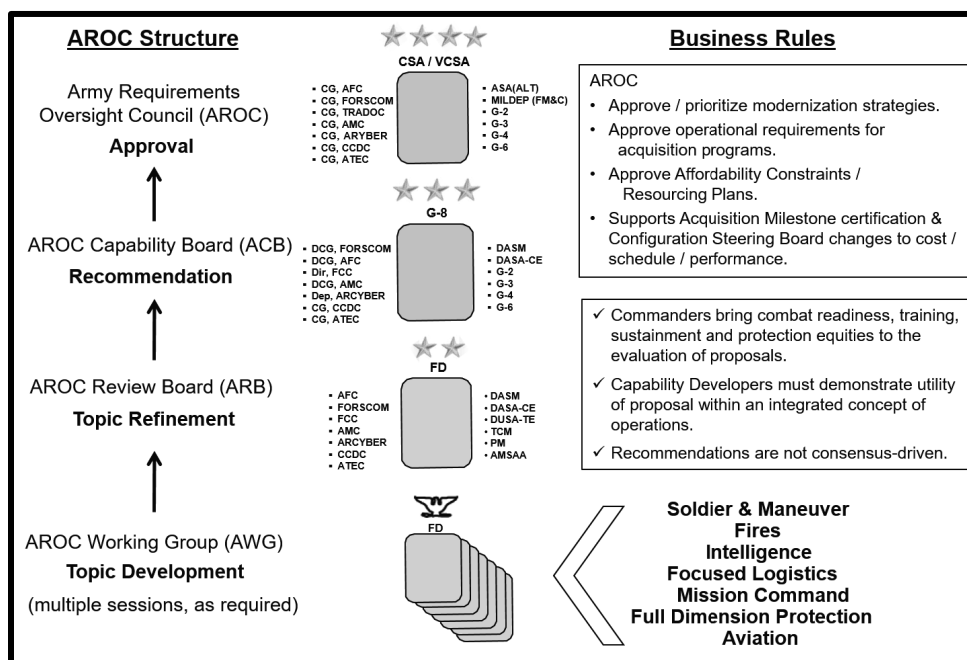 AROC Structure
Army Requirements
Oversight Council (AROC)
Approval
AROC Capability Board (ACB)
Recommendation
AROC Review Board (ARB)
Topic Refinement
AROC Working Group (AWG)
Topic Development
(multiple sessions, as required)
CSA / VCSA
▪ CG, AFC
▪ CG, FORSCOM
▪ CG, TRADOC
▪ CG, AMC
▪ CG, ARYBER
▪ CG, CCDC
▪ CG, ATEC
▪ ASA(ALT)
▪ MILDEP (FM&C)
▪ G-2
▪ G-3
▪ G-4
▪ G-6
G-8
▪ DCG, FORSCOM
▪ DCG, AFC
▪ Dir, FCC
▪ DCG, AMC
▪ Dep, ARCYBER
▪ CG, CCDC
▪ CG, ATEC
▪ DASM
▪ DASA-CE
▪ G-2
▪ G-3
▪ G-4
▪ G-6
FD
▪ AFC
▪ FORSCOM
▪ FCC
▪ AMC
▪ ARCYBER
▪ CCDC
▪ ATEC
• DASM
• DASA-CE
• DUSA-TE
• TCM
• PM
• AMSAA
FD
Business Rules
AROC
• Approve / prioritize modernization strategies.
• Approve operational requirements for
acquisition programs.
• Approve Affordability Constraints /
Resourcing Plans.
• Supports Acquisition Milestone certification &
Configuration Steering Board changes to cost /
schedule / performance.
✓ Commanders bring combat readiness, training,
sustainment and protection equities to the
evaluation of proposals.
✓ Capability Developers must demonstrate utility
of proposal within an integrated concept of
operations.
✓ Recommendations are not consensus-driven.
Soldier & Maneuver
Fires
Intelligence
Focused Logistics
Mission Command
Full Dimension Protection
Aviation